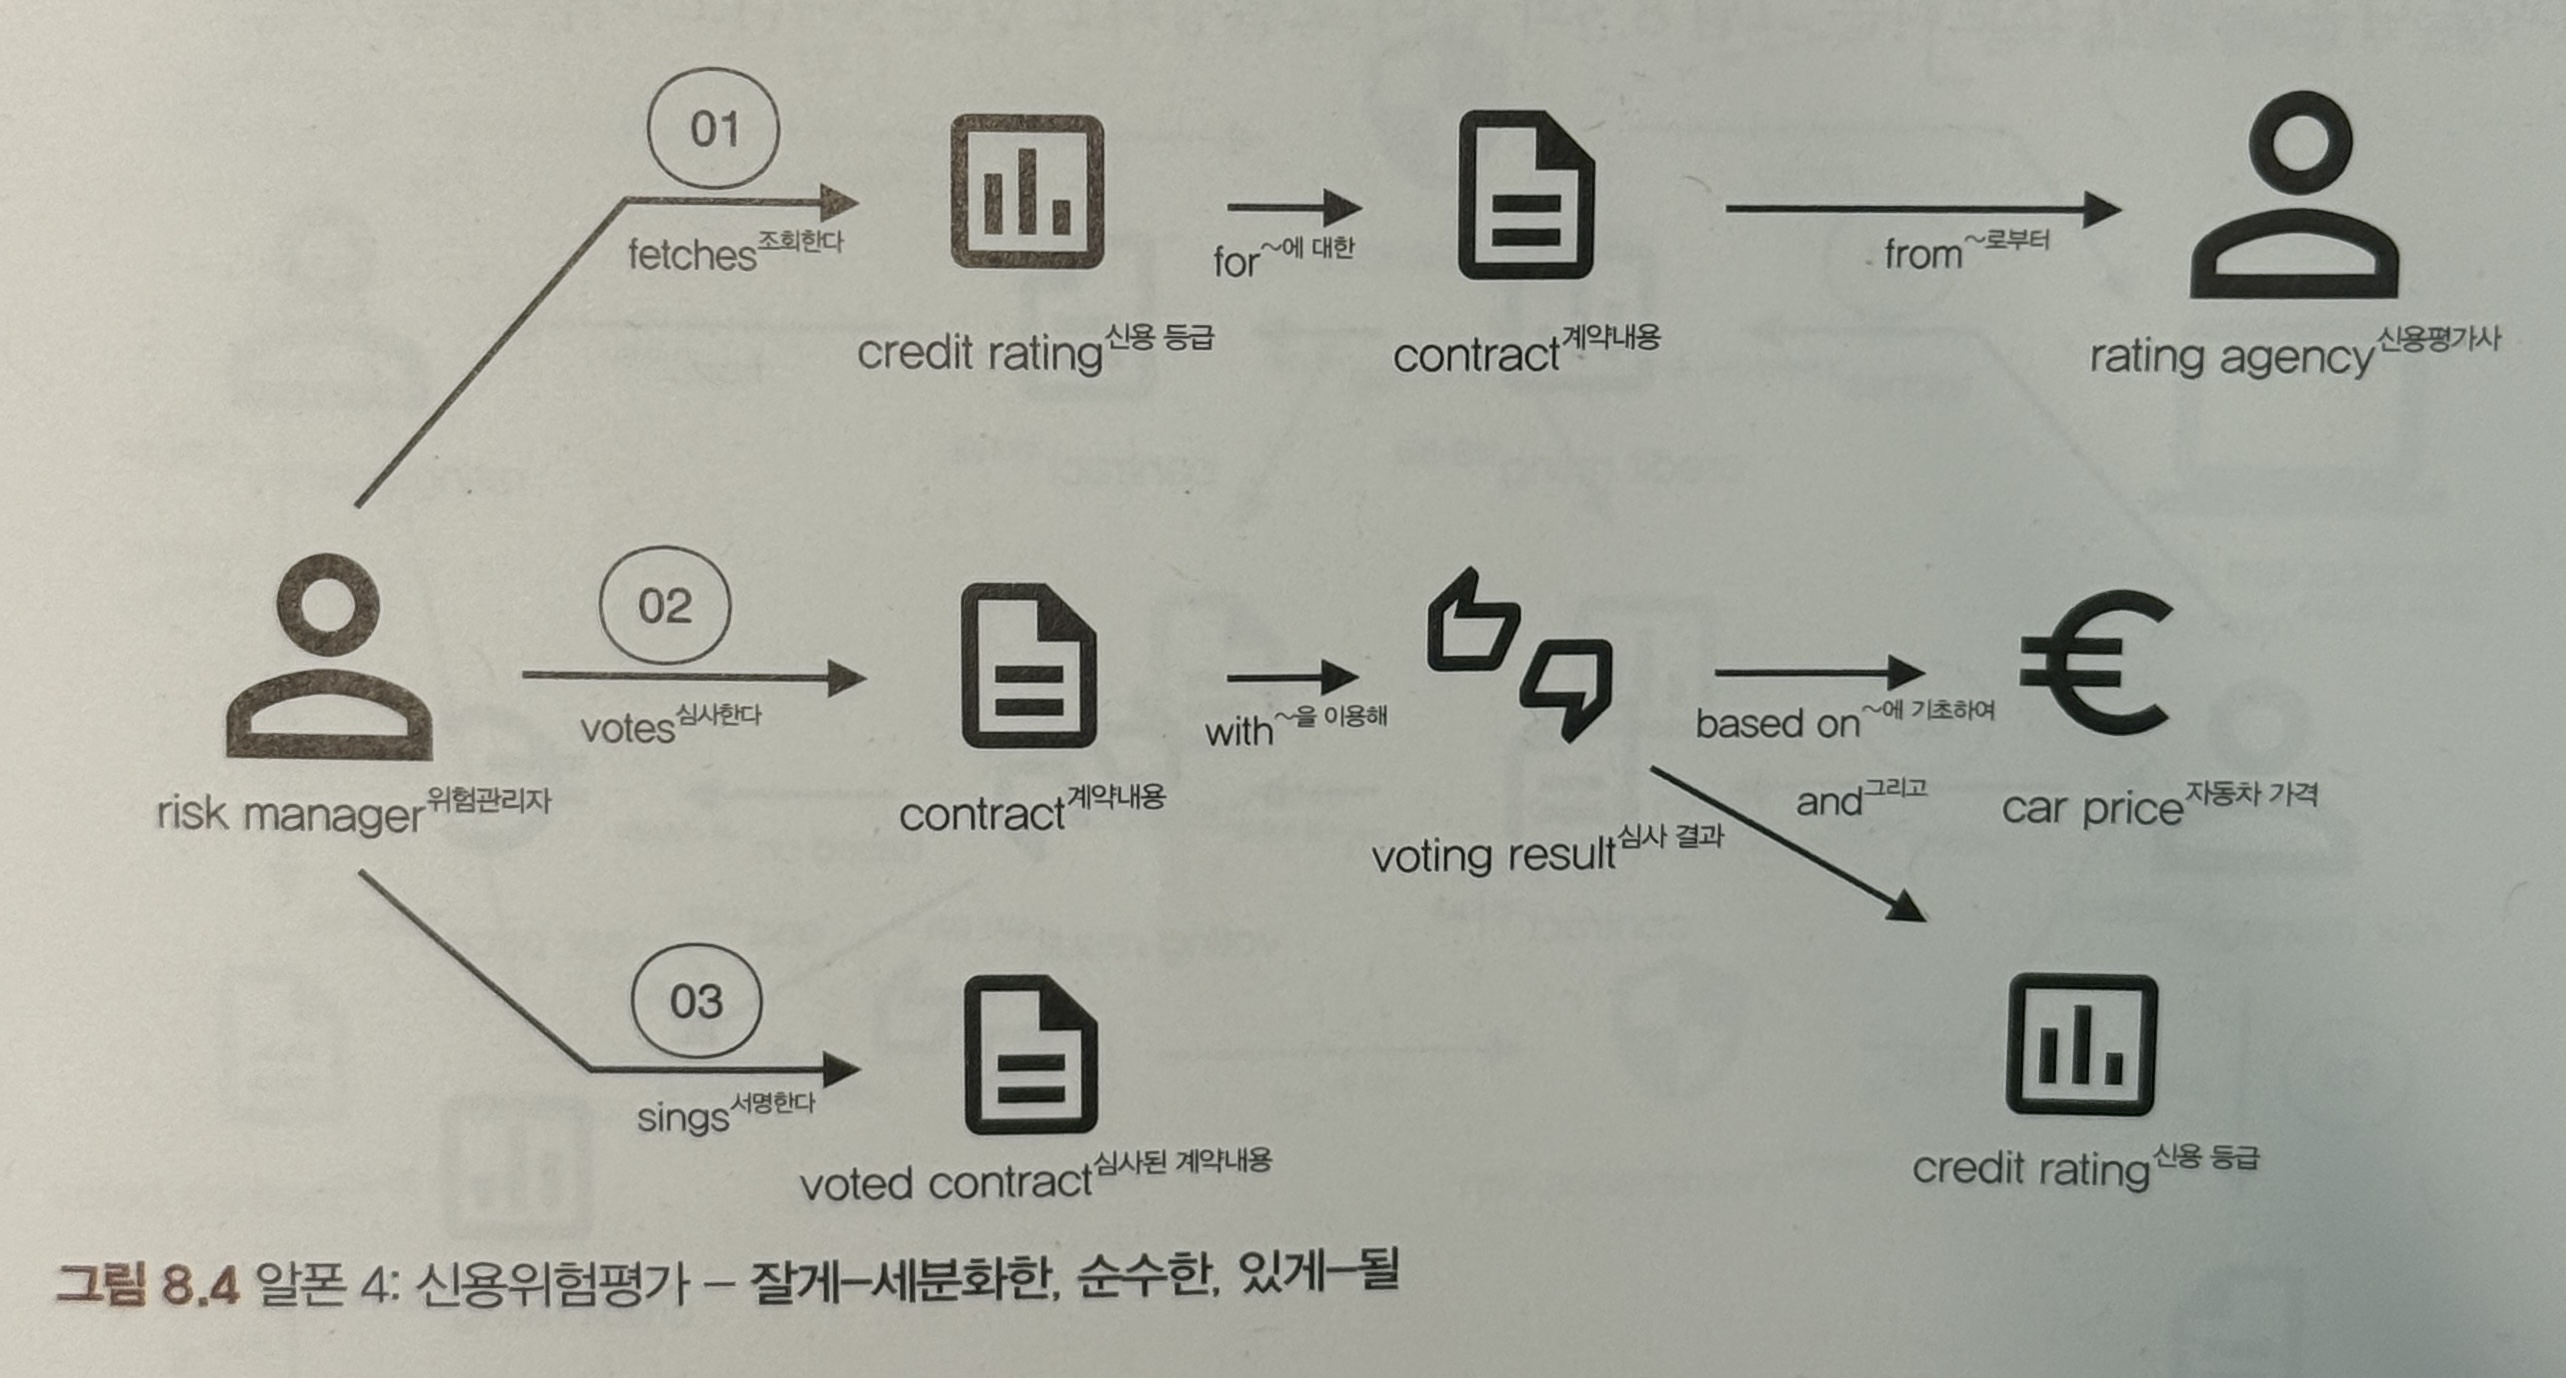 01
fetches조회한다
for~에 대한
from~로부터
credit rating신용 등급
contract계약내용
rating agency신용평가사
02
votes심사한다
with~을 이용해
based on~에 기초하여
risk manager위험관리자
contract계약내용
voting result심사 결과
and그리고
car price자동차 가격
03
sings서명한다
voted contract심사된 계약내용
credit rating신용 등급
그림 8.4 알폰 4: 신용위험평가 – 잘게–세분화한, 순수한, 있게–될